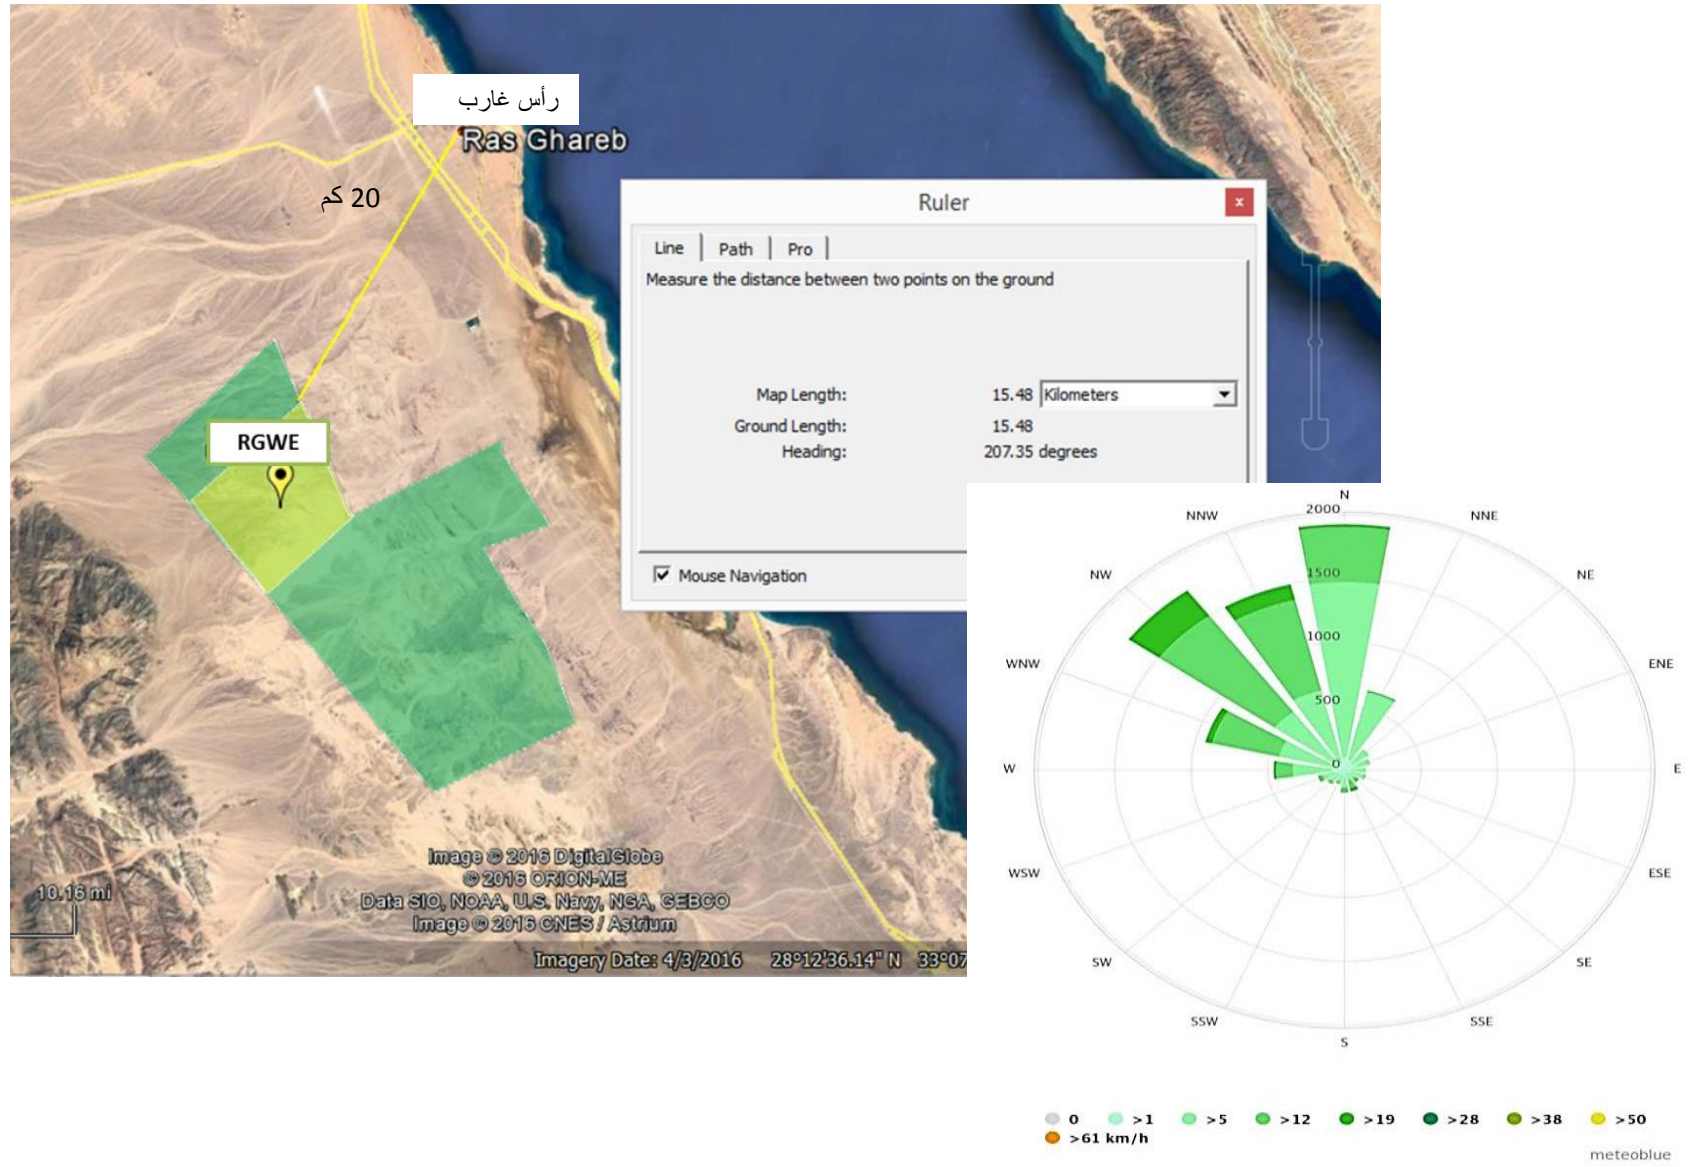 رأس غارب
Ras Ghareb
20 كم
RGWE
Ruler
x
Line
Path
Pro
Measure the distance between two points on the ground
Map Length: 15.48 Kilometers
Ground Length: 15.48
Heading: 207.35 degrees
Mouse Navigation
Image © 2016 DigitalGlobe
© 2016 ORION-ME
Data SIO, NOAA, U.S. Navy, NGA, GEBCO
Image © 2016 CNES / Astrium
10.16 mi
Imagery Date: 4/3/2016 28°12'36.14" N 33°07
N
2000
NNW
NNE
1500
NW
NE
1000
WNW
ENE
500
0
W
E
WSW
ESE
SW
SE
SSW
SSE
S
0 >1 >5 >12 >19 >28 >38 >50
>61 km/h
meteoblue